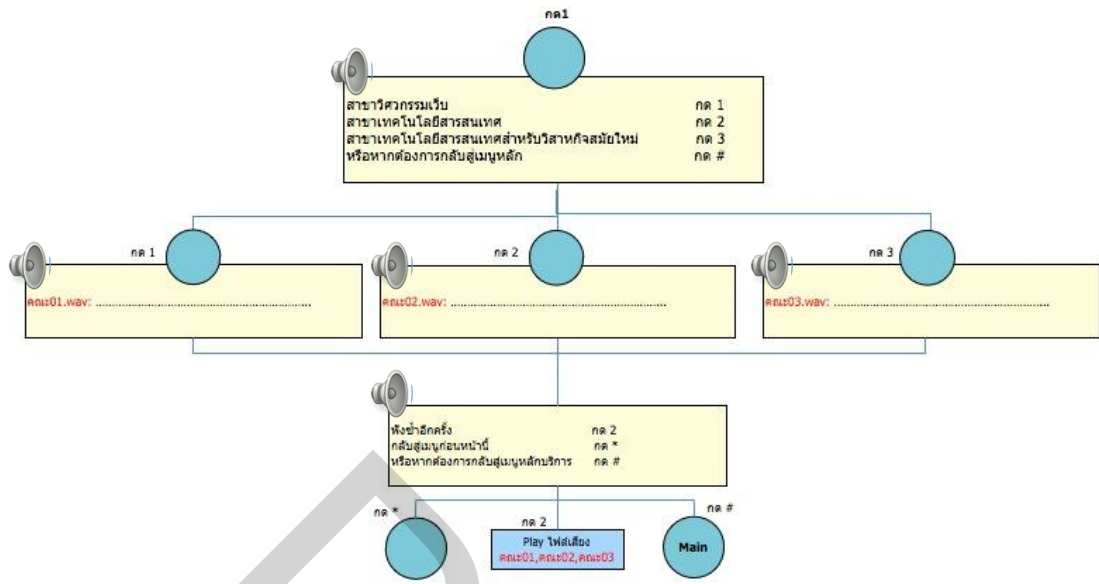 กด1
สาขาวิศวกรรมเว็บ กด 1
สาขาเทคโนโลยีสารสนเทศ กด 2
สาขาเทคโนโลยีสารสนเทศสำหรับวิสาหกิจสมัยใหม่ กด 3
หรือหากต้องการกลับสู่เมนูหลัก กด #
กด 1
กด 2
กด 3
คณะ01.wav: ............................................................
คณะ02.wav: ............................................................
คณะ03.wav: ............................................................
ฟังซ้ำอีกครั้ง กด 2
กลับสู่เมนูก่อนหน้านี้ กด *
หรือหากต้องการกลับสู่เมนูหลักบริการ กด #
กด *
กด 2
กด #
Play ไฟล์เสียง
คณะ01,คณะ02,คณะ03
Main